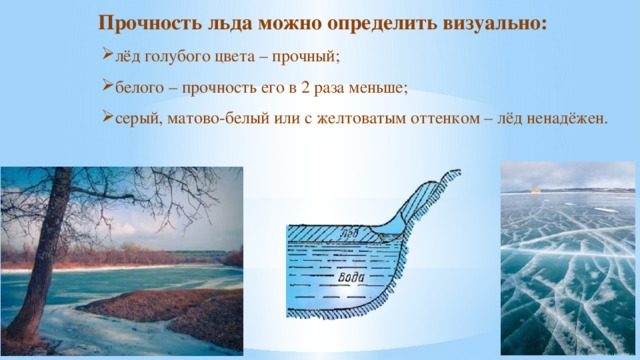 Прочность льда можно определить визуально:
лёд голубого цвета – прочный;
белого – прочность его в 2 раза меньше;
серый, матово-белый или с желтоватым оттенком – лёд ненадёжен.
Лёд
Вода